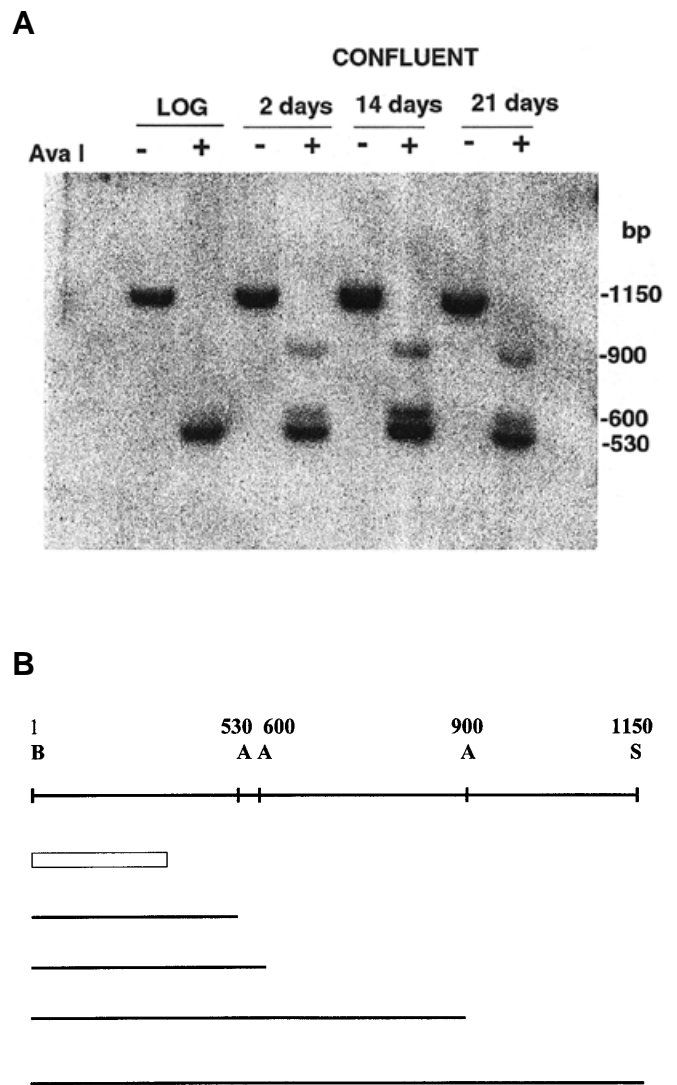 A
CONFLUENT
LOG 2 days 14 days 21 days
Ava I - + - + - + - +
bp
-1150
-900
-600
-530
B
1 530 600 900 1150
B A A A S